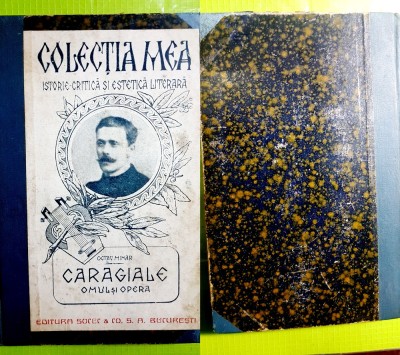 COLECȚIA MEA
ISTORIE-CRITICĂ ȘI ESTETICĂ LITERARĂ
OCTAV MINAR
CARAGIALE
OMUL ȘI OPERA
EDITURA SOCEC & CO. S. A. BUCUREȘTI